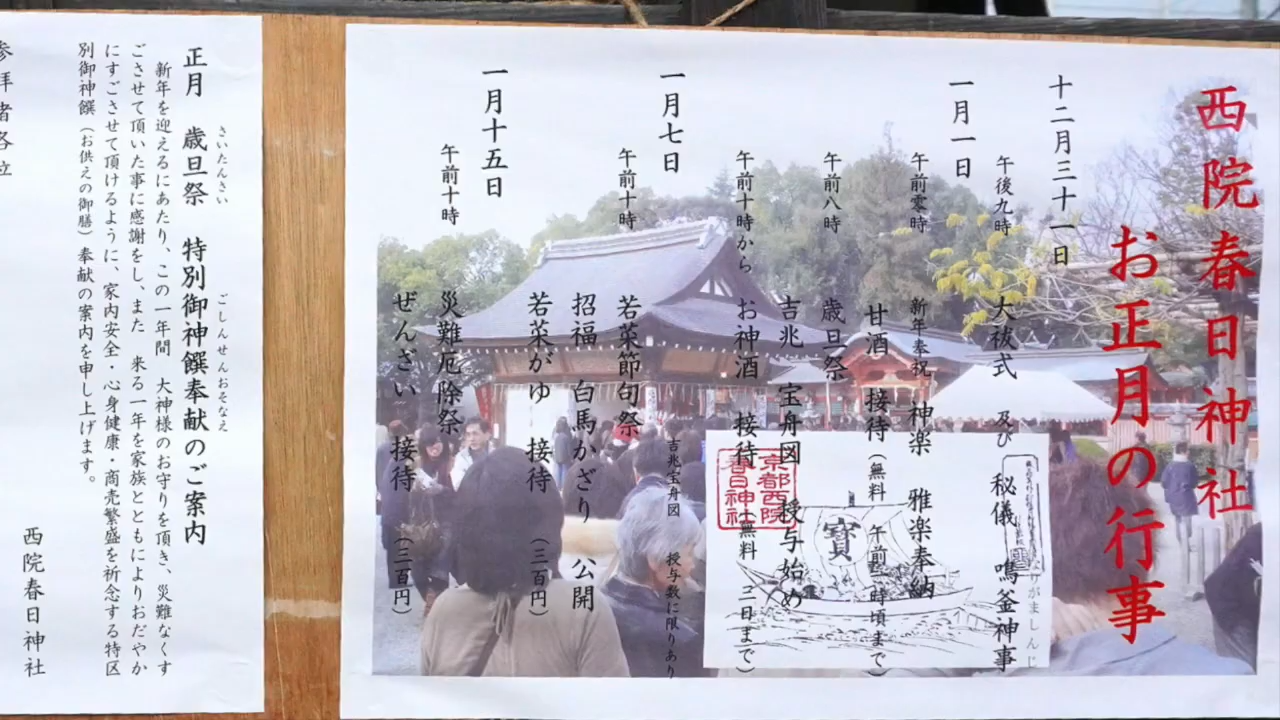 西院春日神社
お正月の行事
十二月三十一日
午後九時 大祓式 及び 秘儀 鳴釜神事
がましんじ
一月一日
午前零時 新年奉祝 神楽 雅楽奉納
甘酒 接待(無料 午前二時頃まで)
午前八時 歳旦祭
吉兆 宝舟図 授与始め
午前十時から お神酒 接待(無料 三日まで)
寳
京都西院
春日神社
吉兆宝舟図 授与数に限りあり
一月七日
午前十時 若菜節句祭
招福 白馬かざり 公開
若菜がゆ 接待 (三百円)
一月十五日
午前十時 災難厄除祭
ぜんざい 接待 (三百円)
さいたんさい ごしんせんおそなえ
正月 歳旦祭 特別御神饌奉献のご案内
新年を迎えるにあたり、この一年間 大神様のお守りを頂き、災難なくす
ごさせて頂いた事に感謝をし、また 来る一年を家族とともによりおだやか
にすごさせて頂けるように、家内安全・心身健康・商売繁盛を祈念する特区
別御神饌(お供えの御膳)奉献の案内を申し上げます。
西院春日神社
参拝者各位